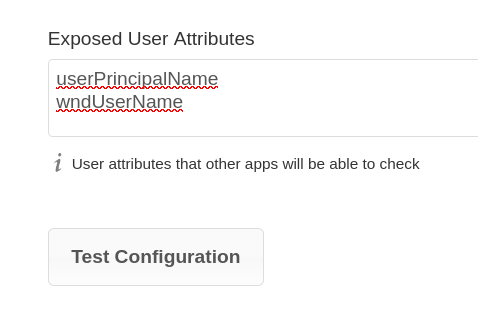 Exposed User Attributes
userPrincipalName
wndUserName
i User attributes that other apps will be able to check
Test Configuration